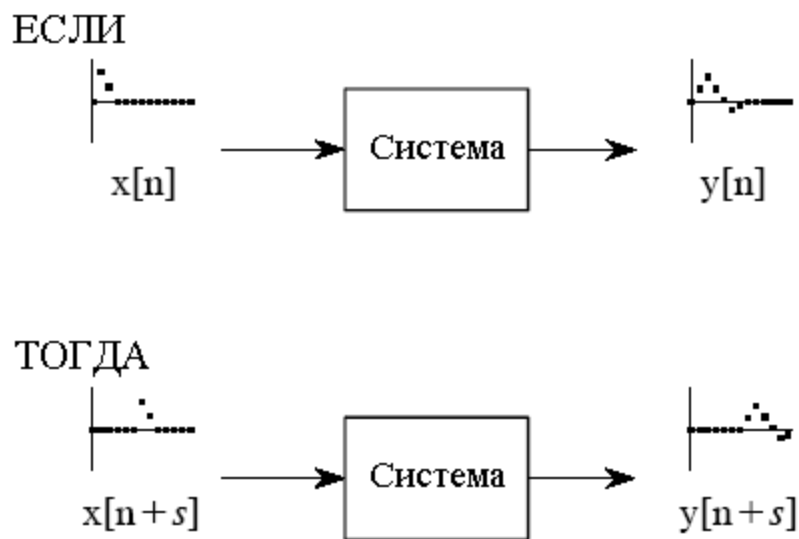 ЕСЛИ
Система
x[n]
y[n]
ТОГДА
Система
x[n+s]
y[n+s]